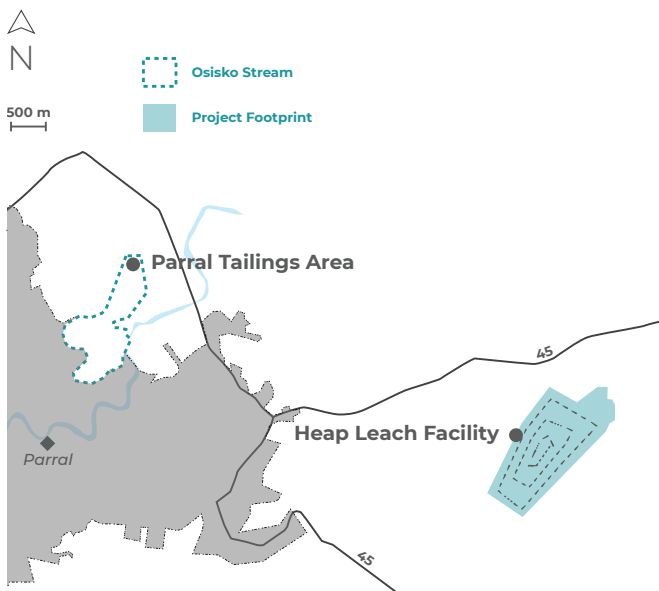 N
Osisko Stream
500 m
Project Footprint
Parral Tailings Area
45
Heap Leach Facility
Parral
45